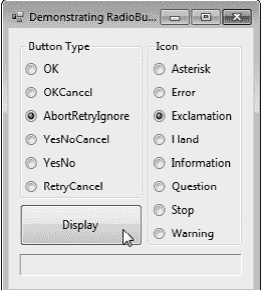 Demonstrating RadioBu...
Button Type
OK
OKCancel
AbortRetryIgnore
YesNoCancel
YesNo
RetryCancel
Display
Icon
Asterisk
Error
Exclamation
Hand
Information
Question
Stop
Warning